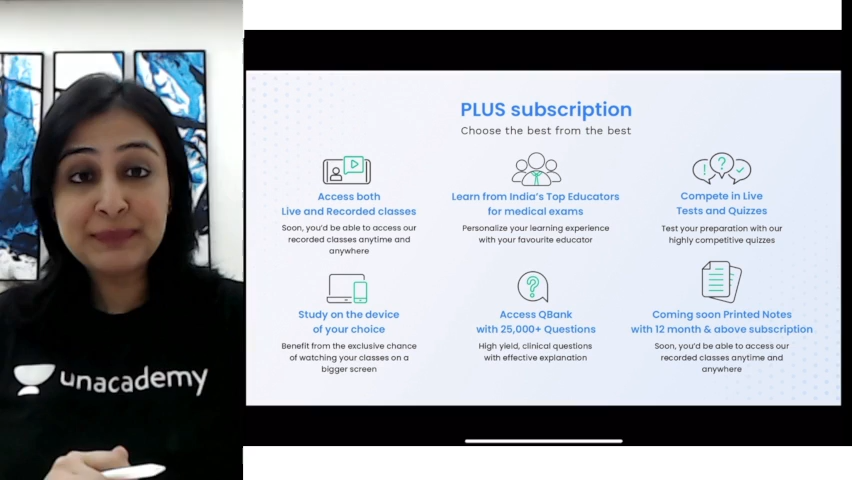 unacademy
PLUS subscription
Choose the best from the best
Access both
Live and Recorded classes
Soon, you'd be able to access our
recorded classes anytime and
anywhere
Learn from India's Top Educators
for medical exams
Personalize your learning experience
with your favourite educator
Compete in Live
Tests and Quizzes
Test your preparation with our
highly competitive quizzes
Study on the device
of your choice
Benefit from the exclusive chance
of watching your classes on a
bigger screen
Access QBank
with 25,000+ Questions
High yield, clinical questions
with effective explanation
Coming soon Printed Notes
with 12 month & above subscription
Soon, you'd be able to access our
recorded classes anytime and
anywhere